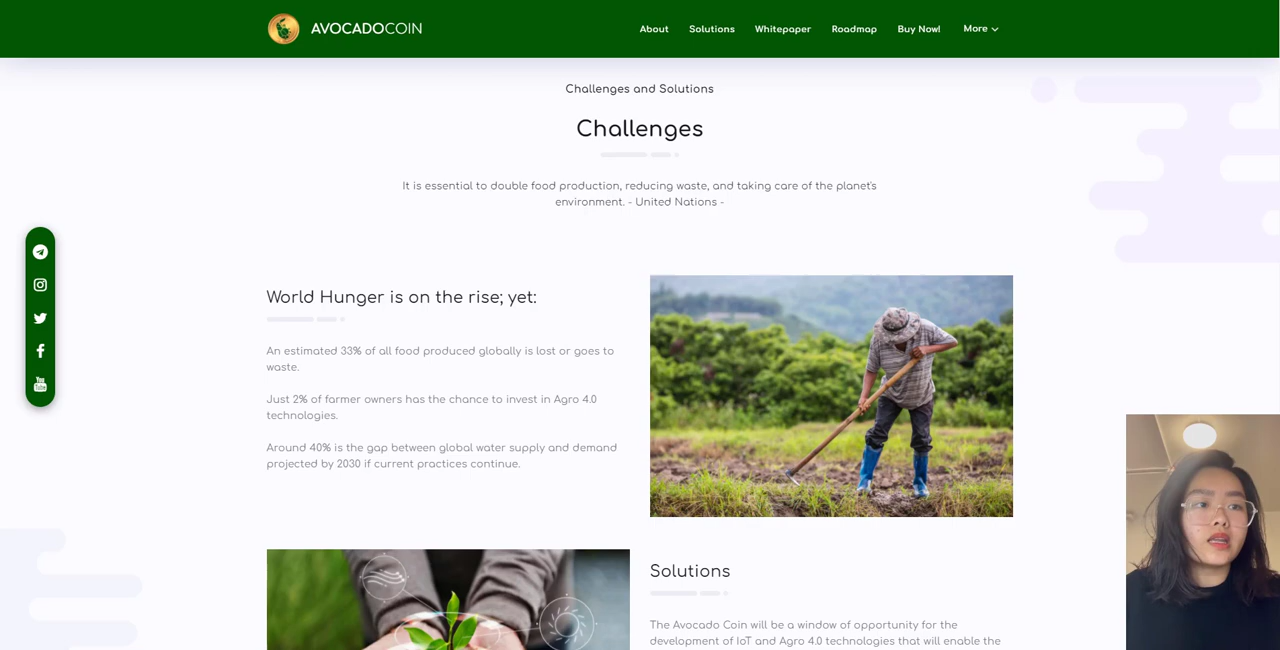 AVOCADOCOIN
About Solutions Whitepaper Roadmap Buy Now! More
Challenges and Solutions
Challenges
It is essential to double food production, reducing waste, and taking care of the planet's
environment. - United Nations -
World Hunger is on the rise; yet:
An estimated 33% of all food produced globally is lost or goes to
waste.
Just 2% of farmer owners has the chance to invest in Agro 4.0
technologies.
Around 40% is the gap between global water supply and demand
projected by 2030 if current practices continue.
Solutions
The Avocado Coin will be a window of opportunity for the
development of IoT and Agro 4.0 technologies that will enable the